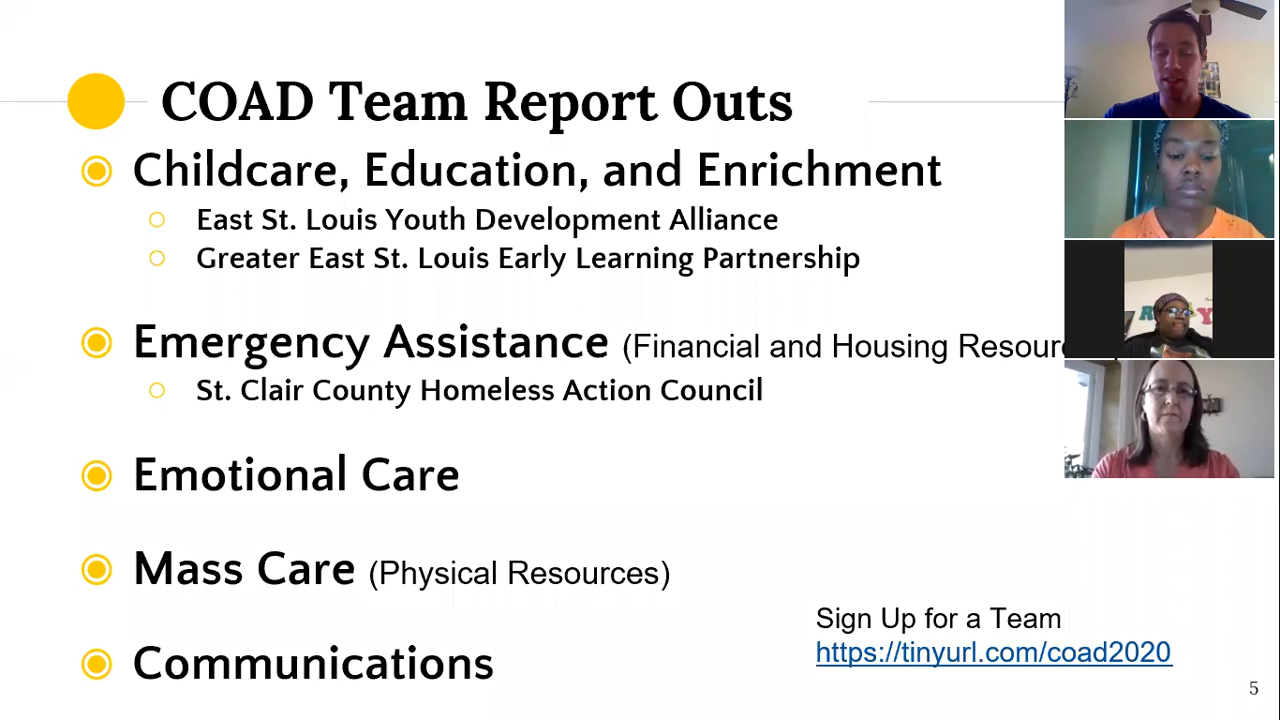 COAD Team Report Outs
Childcare, Education, and Enrichment
East St. Louis Youth Development Alliance
Greater East St. Louis Early Learning Partnership
Emergency Assistance (Financial and Housing
St. Clair County Homeless Action Council
Emotional Care
Mass Care (Physical Resources)
Communications
Sign Up for a Team
https://tinyurl.com/coad2020
5